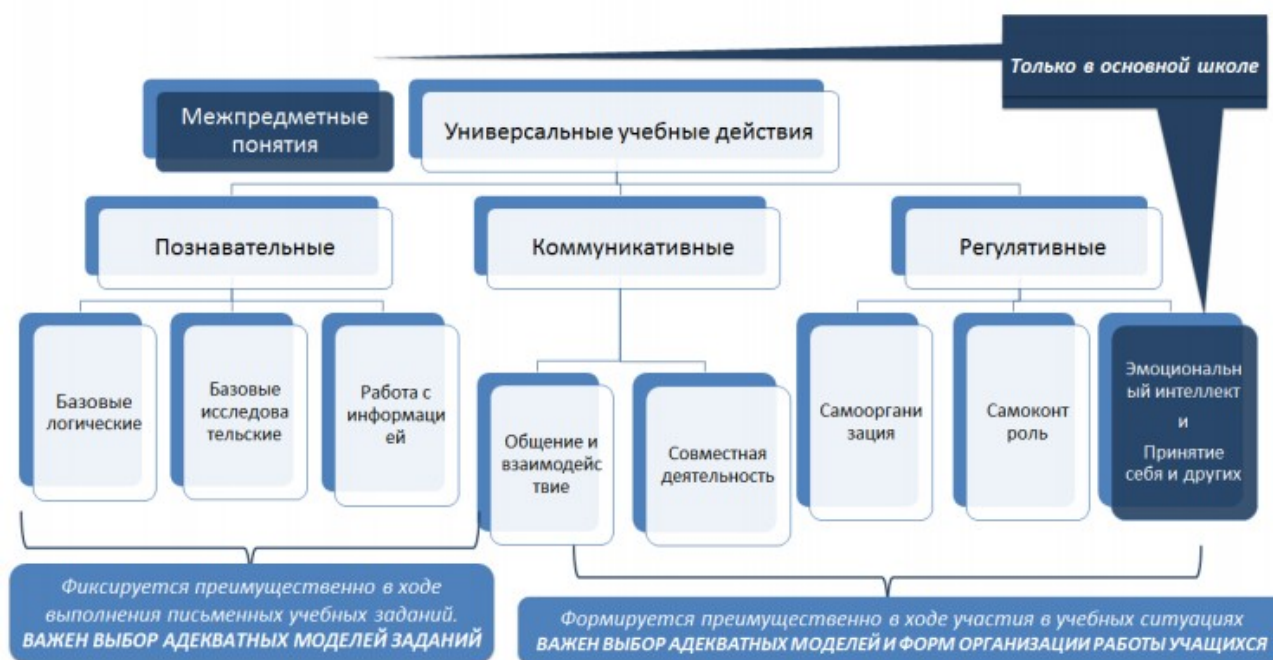 Только в основной школе
Межпредметные
понятия
Универсальные учебные действия
Познавательные
Коммуникативные
Регулятивные
Базовые
логические
Базовые
исследова
тельские
Работа с
информаци
ей
Общение и
взаимодейс
твие
Совместная
деятельность
Самооргани
зация
Самоконт
роль
Эмоциональн
ый интеллект
и
Принятие
себя и других
Фиксируется преимущественно в ходе
выполнения письменных учебных заданий.
ВАЖЕН ВЫБОР АДЕКВАТНЫХ МОДЕЛЕЙ ЗАДАНИЙ
Формируется преимущественно в ходе участия в учебных ситуациях
ВАЖЕН ВЫБОР АДЕКВАТНЫХ МОДЕЛЕЙ И ФОРМ ОРГАНИЗАЦИИ РАБОТЫ УЧАЩИХСЯ